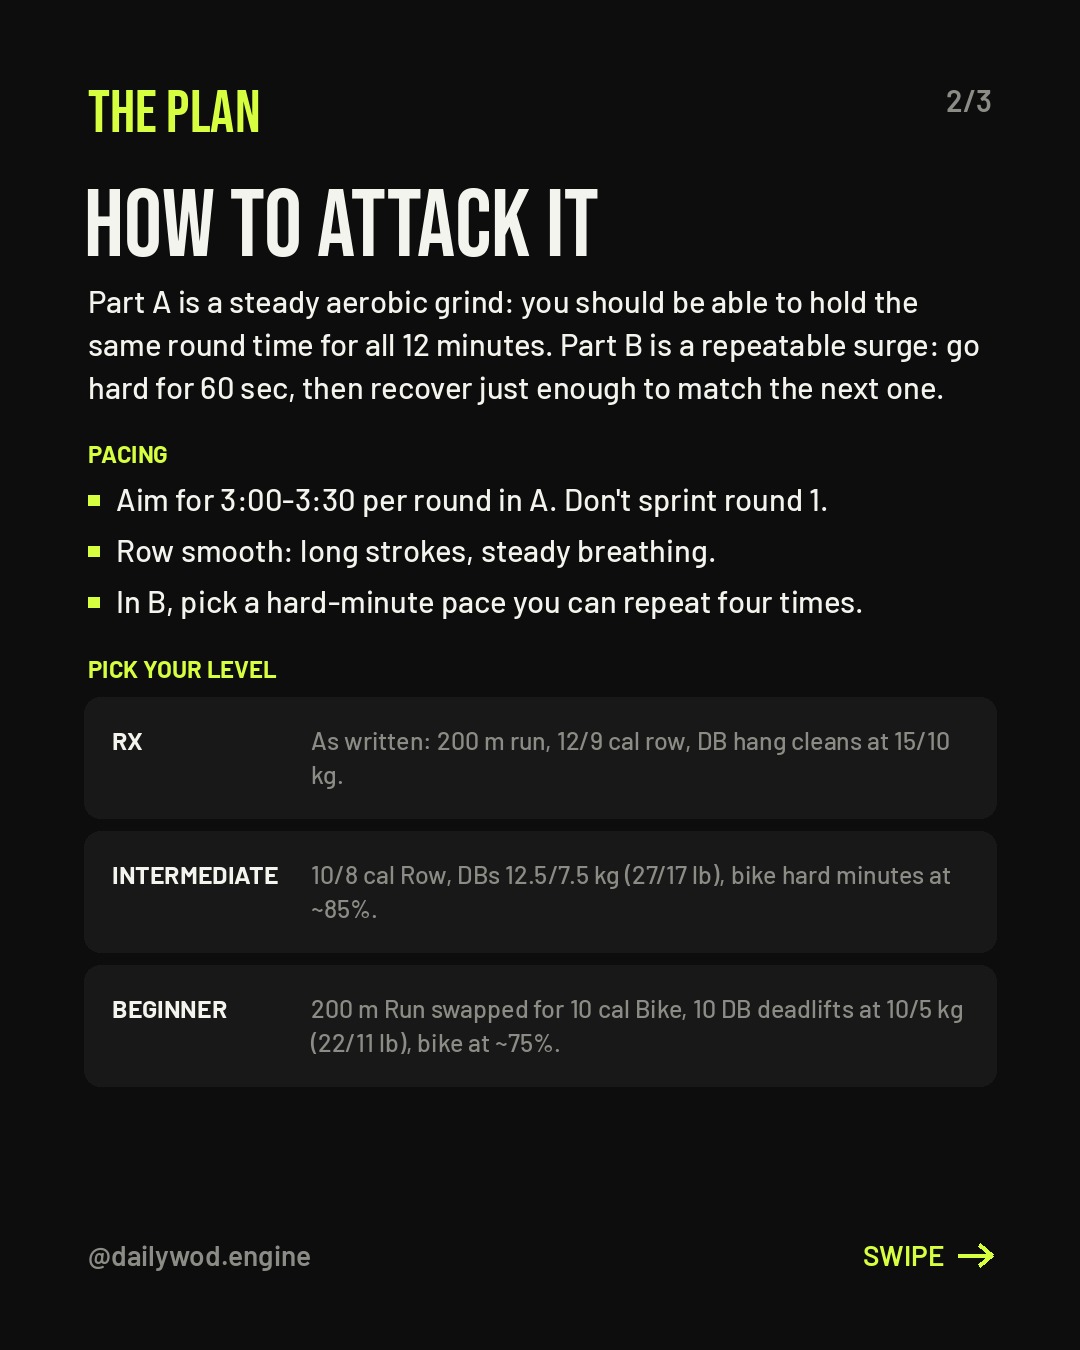 THE PLAN
2/3
HOW TO ATTACK IT
Part A is a steady aerobic grind: you should be able to hold the
same round time for all 12 minutes. Part B is a repeatable surge: go
hard for 60 sec, then recover just enough to match the next one.
PACING
Aim for 3:00-3:30 per round in A. Don't sprint round 1.
Row smooth: long strokes, steady breathing.
In B, pick a hard-minute pace you can repeat four times.
PICK YOUR LEVEL
RX
As written: 200 m run, 12/9 cal row, DB hang cleans at 15/10
kg.
INTERMEDIATE
10/8 cal Row, DBs 12.5/7.5 kg (27/17 lb), bike hard minutes at
~85%.
BEGINNER
200 m Run swapped for 10 cal Bike, 10 DB deadlifts at 10/5 kg
(22/11 lb), bike at ~75%.
@dailywod.engine
SWIPE →